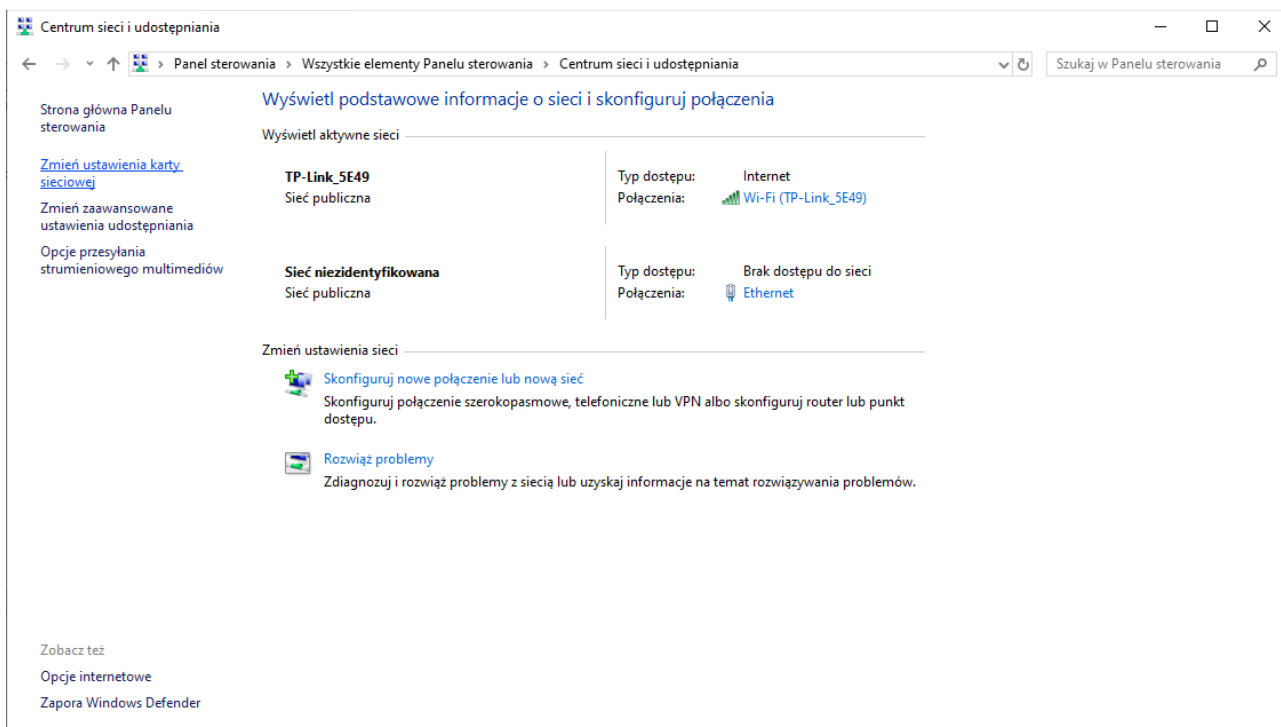 Centrum sieci i udostępniania
Panel sterowania > Wszystkie elementy Panelu sterowania > Centrum sieci i udostępniania
Szukaj w Panelu sterowania
Strona główna Panelu
sterowania
Zmień ustawienia karty
sieciowej
Zmień zaawansowane
ustawienia udostępniania
Opcje przesyłania
strumieniowego multimediów
Wyświetl podstawowe informacje o sieci i skonfiguruj połączenia
Wyświetl aktywne sieci
TP-Link_5E49
Sieć publiczna
Typ dostępu: Internet
Połączenia: Wi-Fi (TP-Link_5E49)
Sieć niezidentyfikowana
Sieć publiczna
Typ dostępu: Brak dostępu do sieci
Połączenia: Ethernet
Zmień ustawienia sieci
Skonfiguruj nowe połączenie lub nową sieć
Skonfiguruj połączenie szerokopasmowe, telefoniczne lub VPN albo skonfiguruj router lub punkt
dostępu.
Rozwiąż problemy
Zdiagnozuj i rozwiąż problemy z siecią lub uzyskaj informacje na temat rozwiązywania problemów.
Zobacz też
Opcje internetowe
Zapora Windows Defender